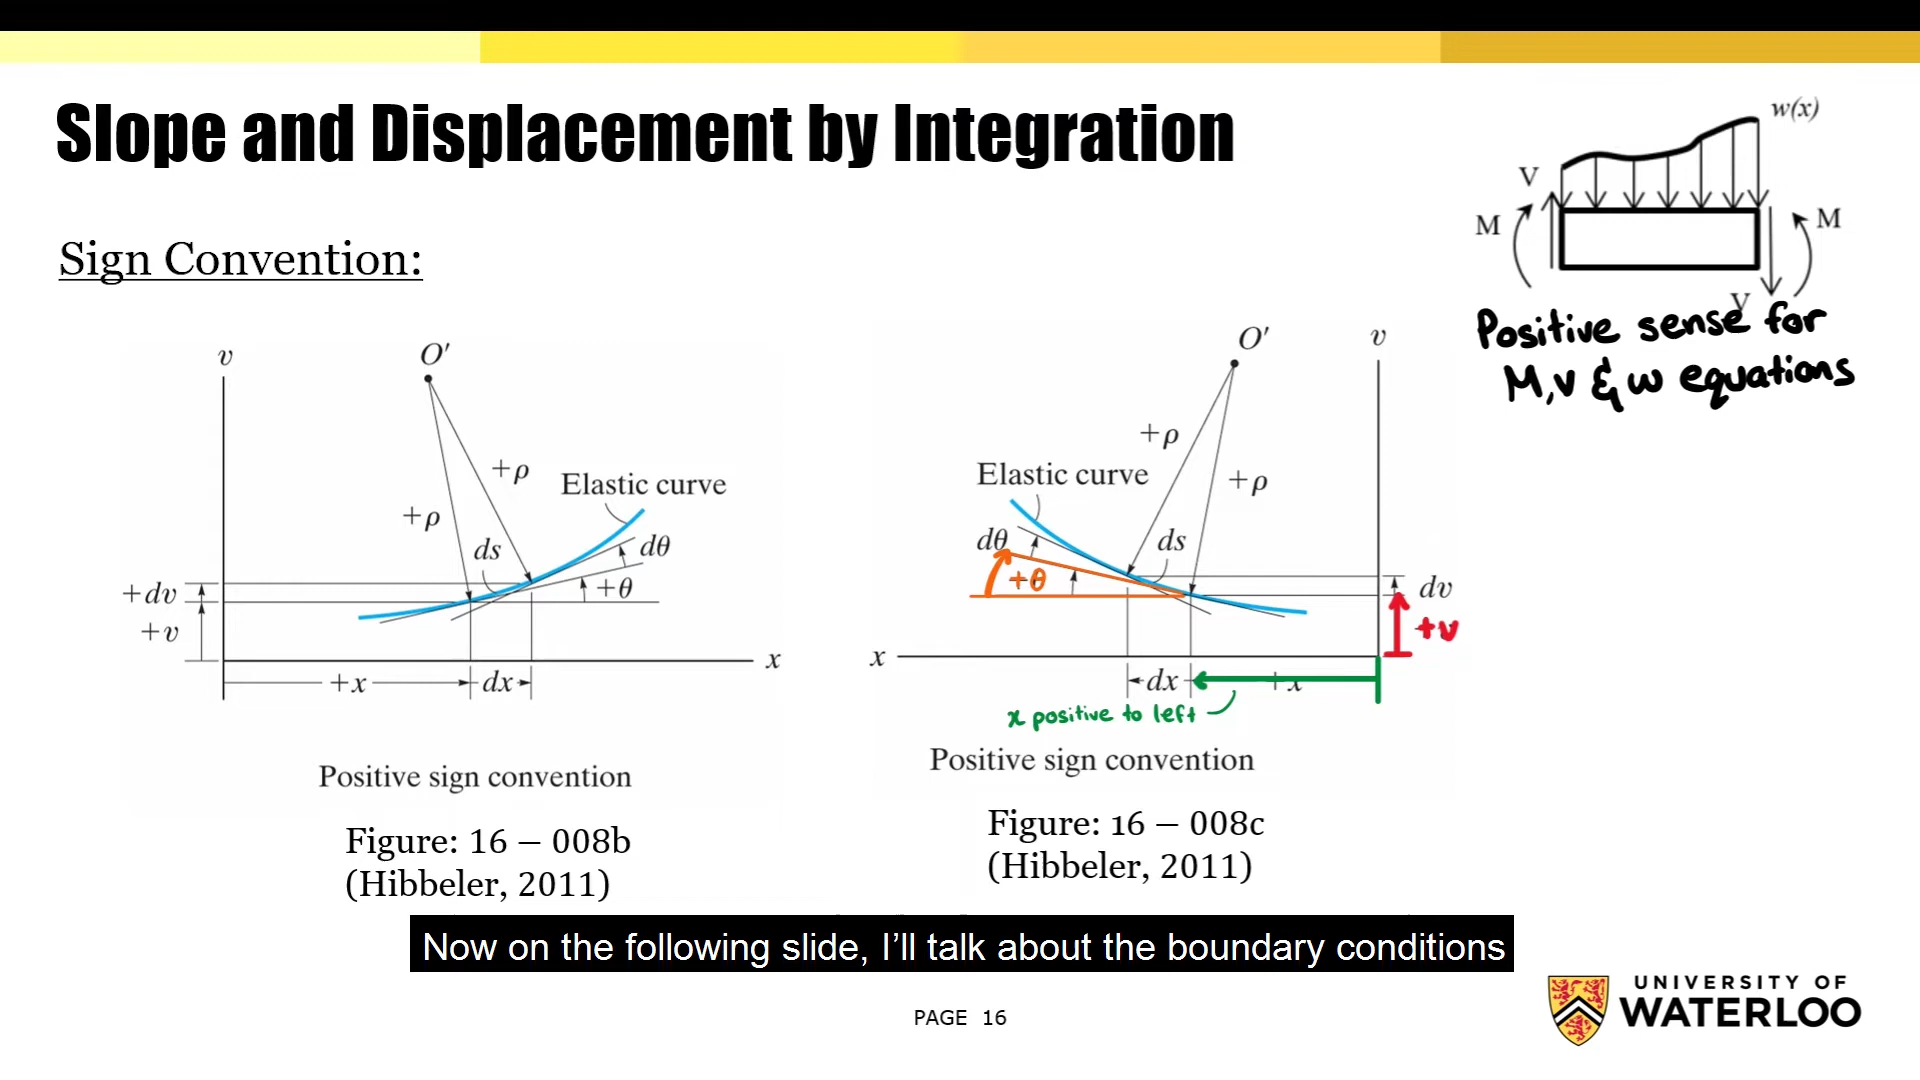 Slope and Displacement by Integration
Sign Convention:
w(x)
V
M
M
V
Positive sense for
M, V & w equations
v
O'
+ρ
Elastic curve
+ρ
ds
dθ
+θ
+dv
+v
x
+x
dx
Positive sign convention
Figure: 16 – 008b
(Hibbeler, 2011)
O'
v
+ρ
Elastic curve
+ρ
dθ
ds
+θ
dv
+v
x
dx
+x
x positive to left
Positive sign convention
Figure: 16 – 008c
(Hibbeler, 2011)
Now on the following slide, I'll talk about the boundary conditions
PAGE 16
UNIVERSITY OF
WATERLOO